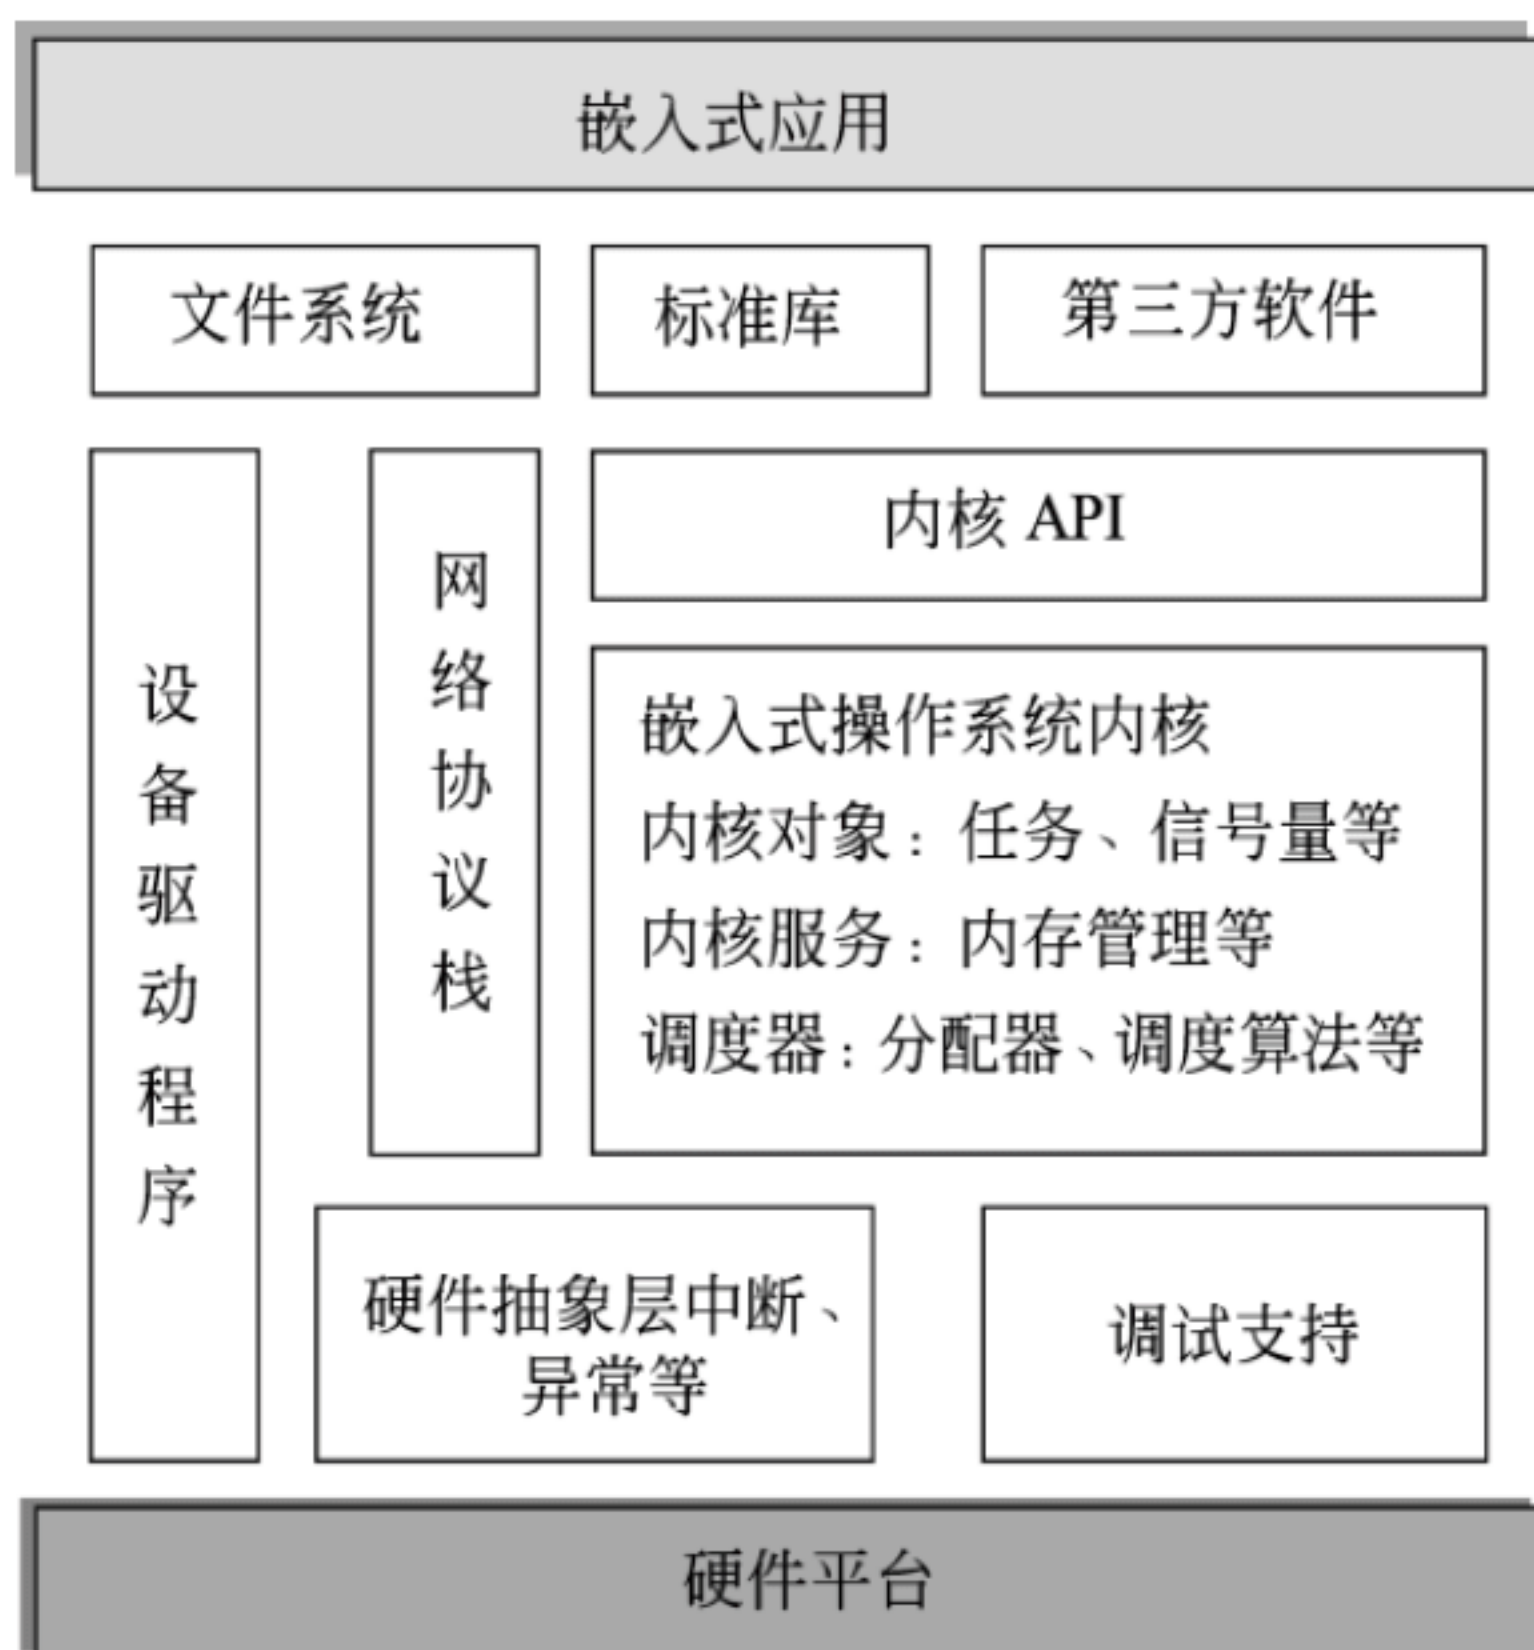 嵌入式应用
文件系统
标准库
第三方软件
设备驱动程序
网络协议栈
内核 API
嵌入式操作系统内核
内核对象：任务、信号量等
内核服务：内存管理等
调度器：分配器、调度算法等
硬件抽象层中断、
异常等
调试支持
硬件平台